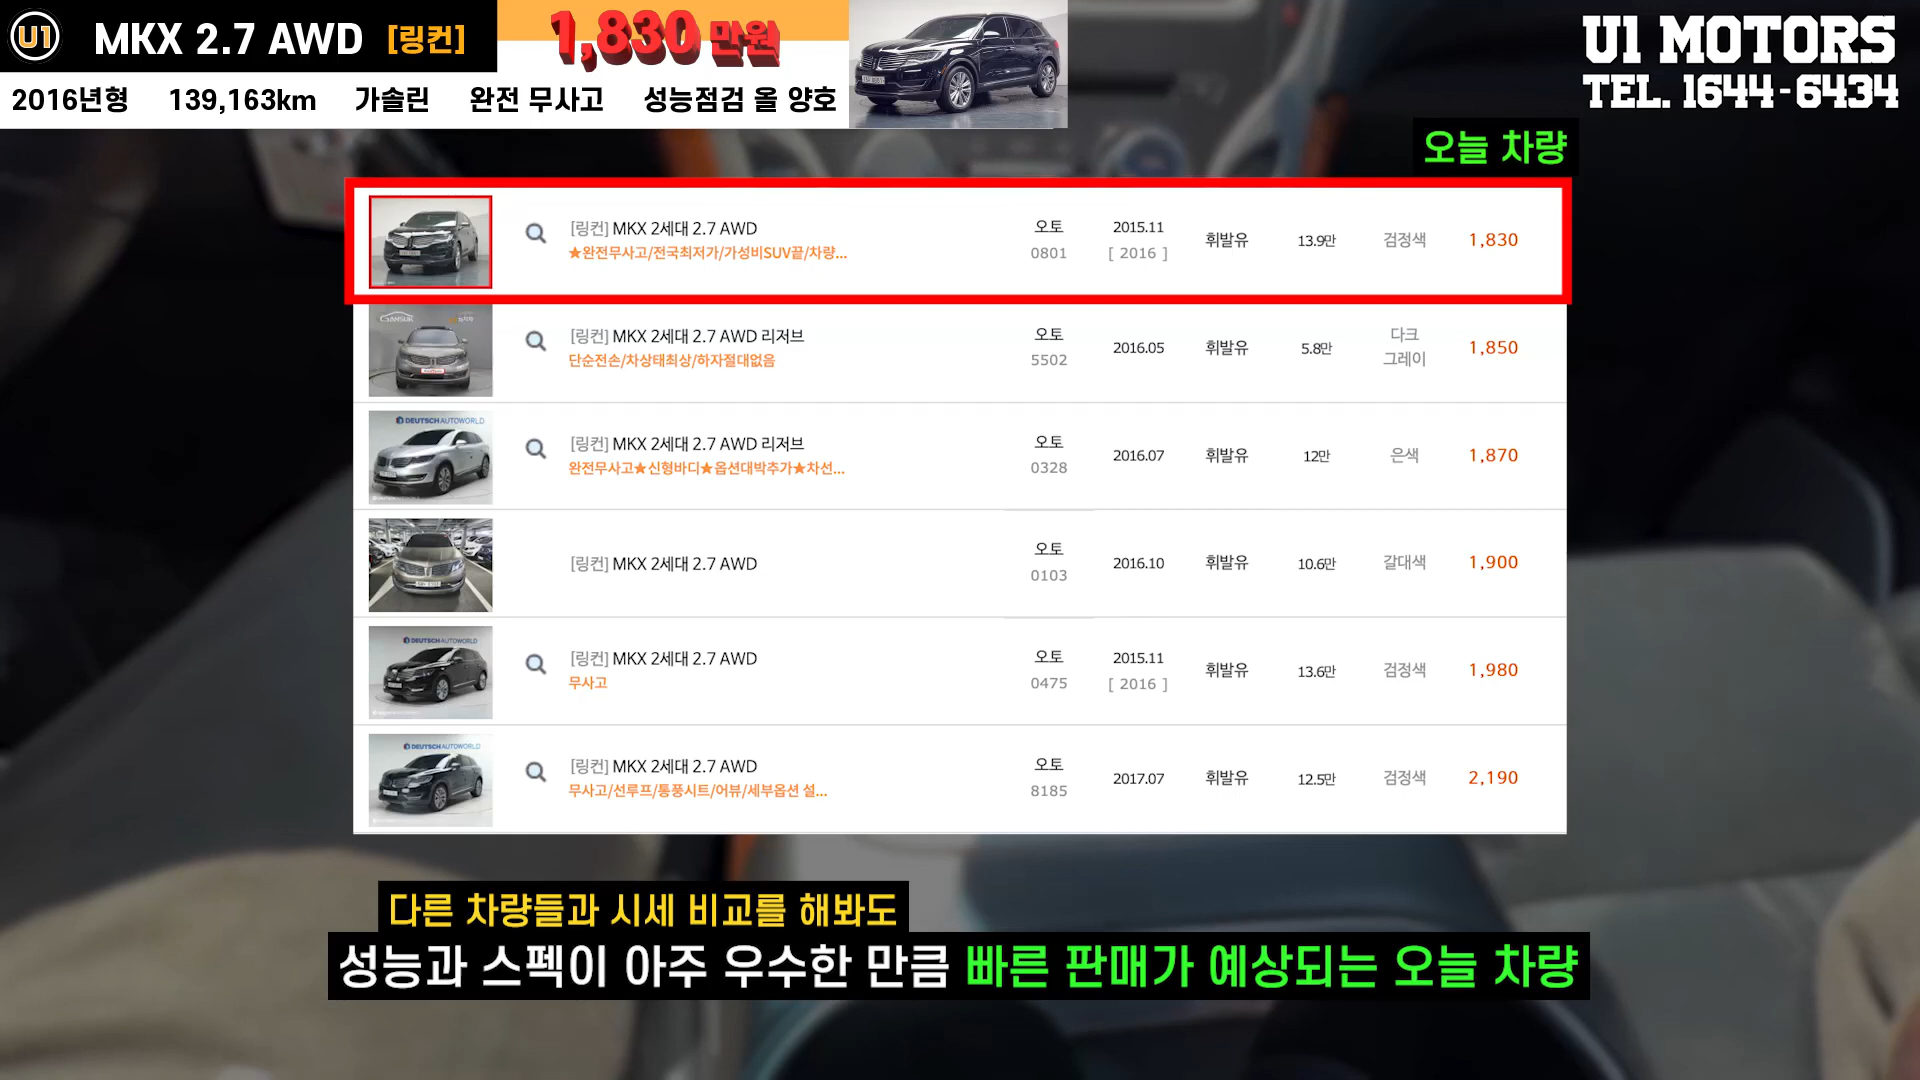 U1
MKX 2.7 AWD [링컨]
1,830 만원
2016년형 139,163km 가솔린 완전 무사고 성능점검 올 양호
U1 MOTORS
TEL. 1644-6434
오늘 차량
[링컨] MKX 2세대 2.7 AWD
★완전무사고/전국최저가/가성비SUV끝/차량...
오토
0801
2015.11
[ 2016 ]
휘발유
13.9만
검정색
1,830
[링컨] MKX 2세대 2.7 AWD 리저브
단순전손/차상태최상/하자절대없음
오토
5502
2016.05
휘발유
5.8만
다크
그레이
1,850
DEUTSCH AUTOWORLD
[링컨] MKX 2세대 2.7 AWD 리저브
완전무사고★신형바디★옵션대박추가★차선...
오토
0328
2016.07
휘발유
12만
은색
1,870
[링컨] MKX 2세대 2.7 AWD
오토
0103
2016.10
휘발유
10.6만
갈대색
1,900
DEUTSCH AUTOWORLD
[링컨] MKX 2세대 2.7 AWD
무사고
오토
0475
2015.11
[ 2016 ]
휘발유
13.6만
검정색
1,980
DEUTSCH AUTOWORLD
[링컨] MKX 2세대 2.7 AWD
무사고/선루프/통풍시트/어뷰/세부옵션 설...
오토
8185
2017.07
휘발유
12.5만
검정색
2,190
다른 차량들과 시세 비교를 해봐도
성능과 스펙이 아주 우수한 만큼 빠른 판매가 예상되는 오늘 차량